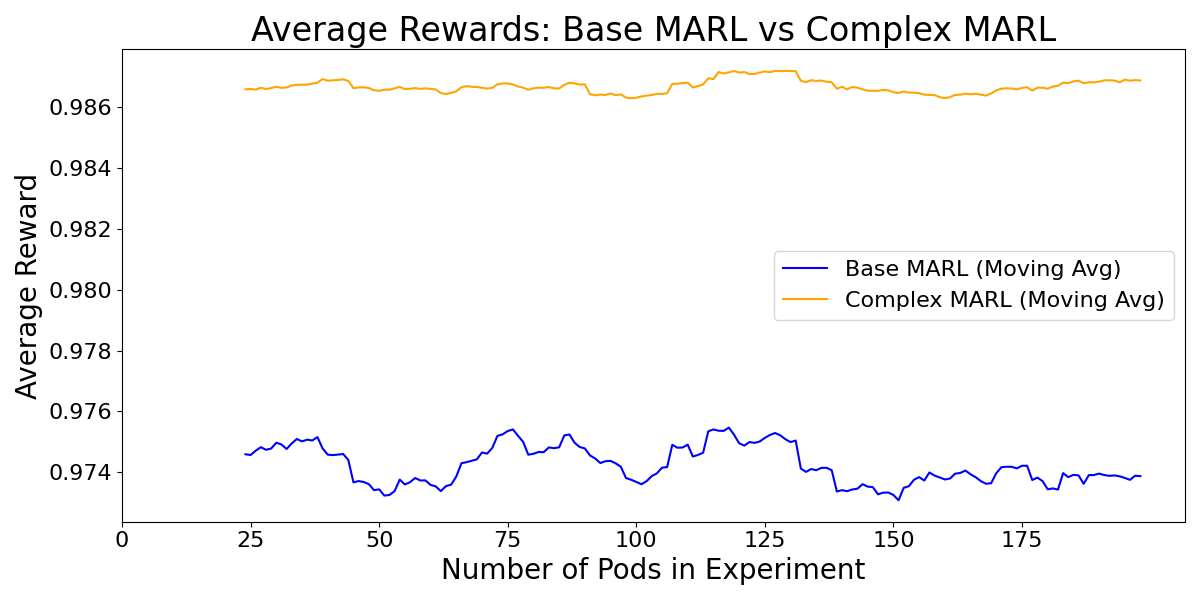 Average Rewards: Base MARL vs Complex MARL
Average Reward
0.986
0.984
0.982
0.980
0.978
0.976
0.974
Base MARL (Moving Avg)
Complex MARL (Moving Avg)
0 25 50 75 100 125 150 175
Number of Pods in Experiment